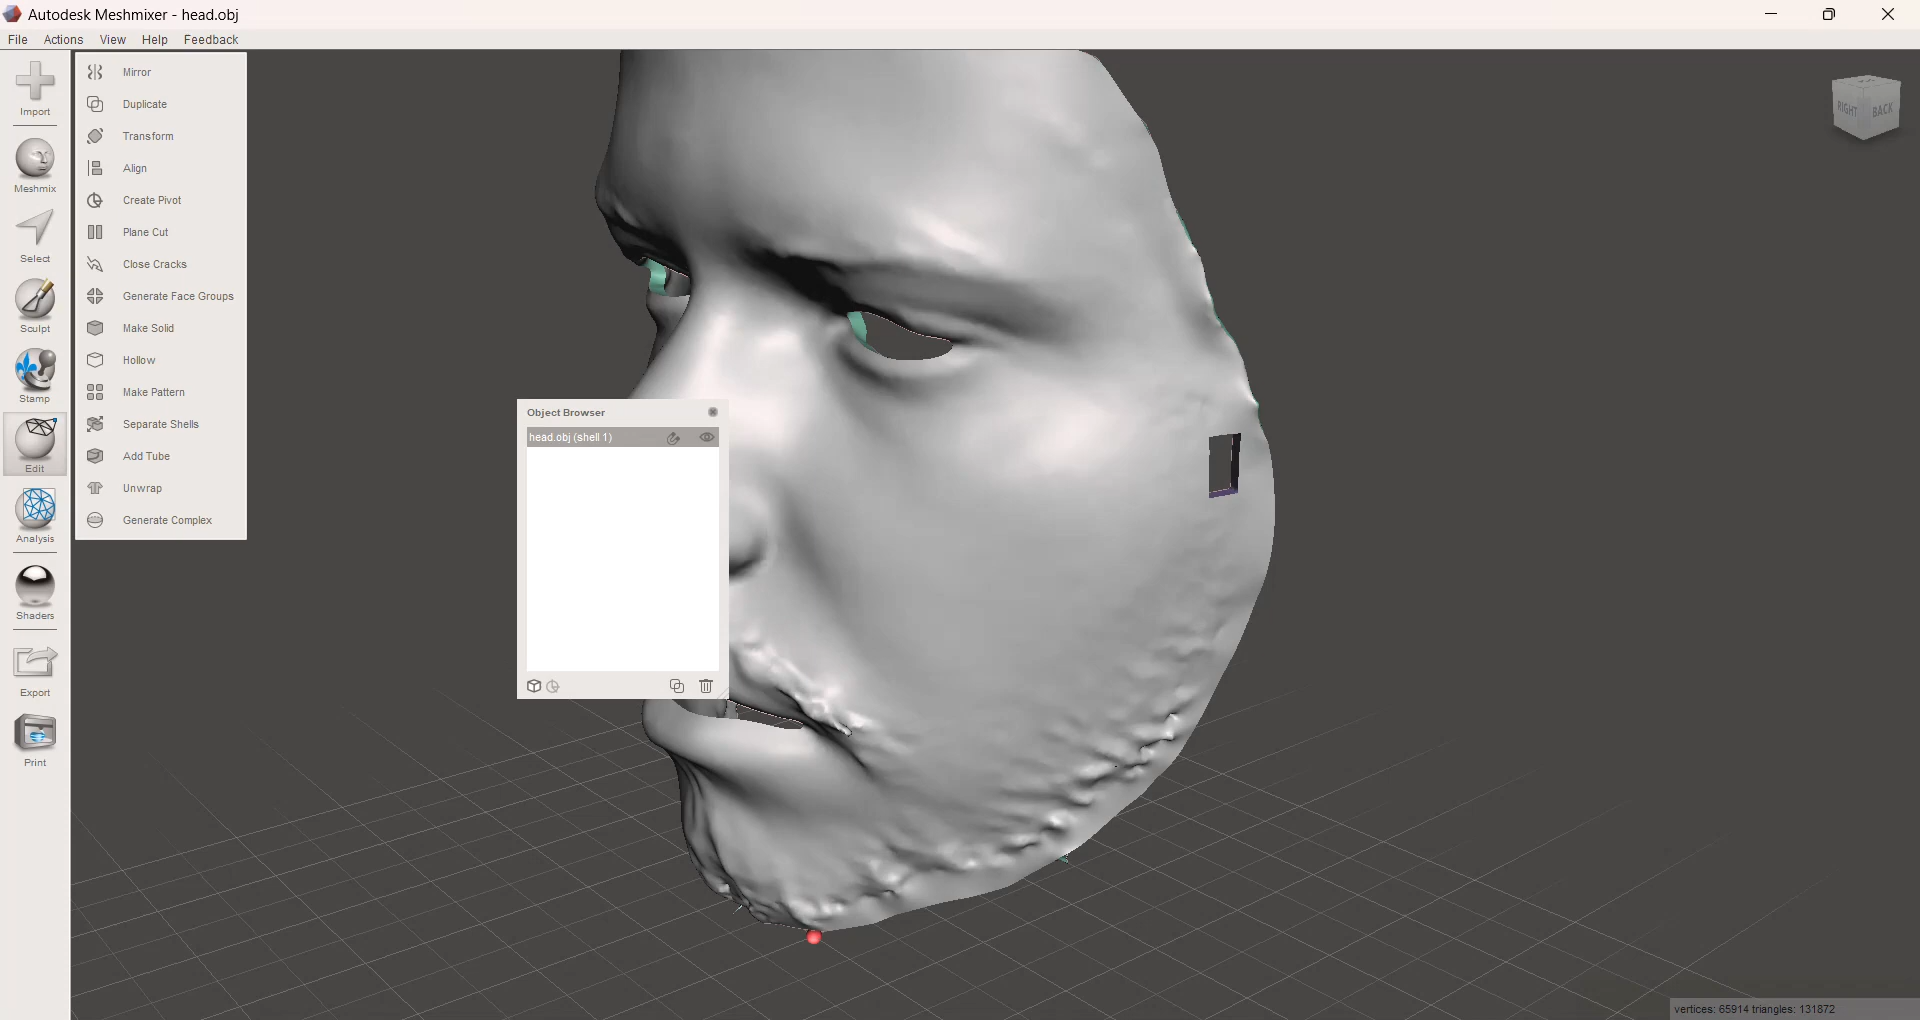 Autodesk Meshmixer - head.obj
File Actions View Help Feedback
Import
Meshmix
Select
Sculpt
Stamp
Edit
Analysis
Shaders
Export
Print
Mirror
Duplicate
Transform
Align
Create Pivot
Plane Cut
Close Cracks
Generate Face Groups
Make Solid
Hollow
Make Pattern
Separate Shells
Add Tube
Unwrap
Generate Complex
Object Browser
head.obj (shell 1)
RIGHT BACK
vertices: 65914 triangles: 131872